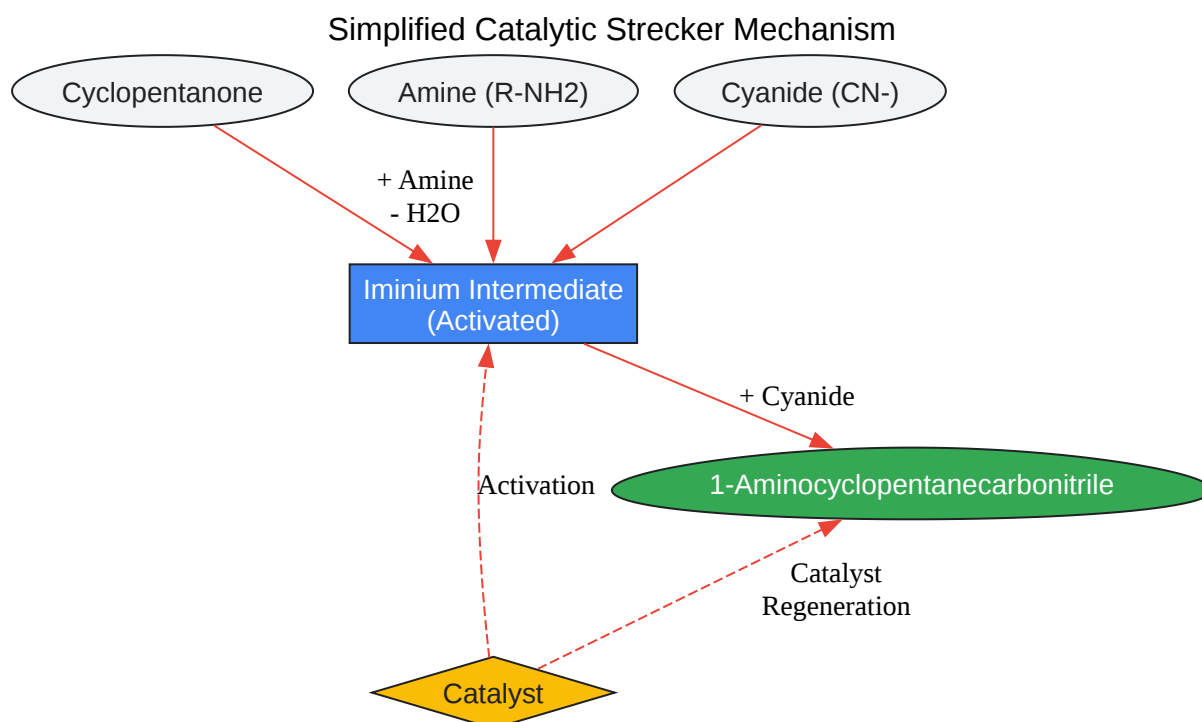 Simplified Catalytic Strecker Mechanism
Cyclopentanone
Amine (R-NH2)
Cyanide (CN-)
+ Amine
- H2O
Iminium Intermediate
(Activated)
+ Cyanide
Activation
1-Aminocyclopentanecarbonitrile
Catalyst
Regeneration
Catalyst